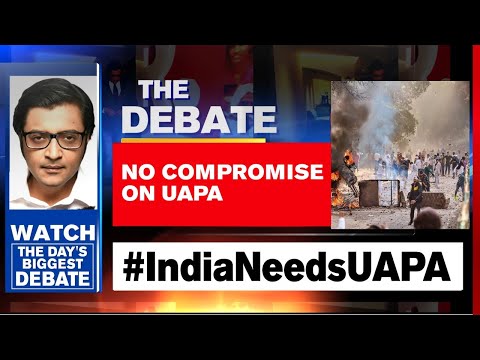 THE
DEBATE
NO COMPROMISE
ON UAPA
WATCH
THE DAY'S
BIGGEST
DEBATE
#IndiaNeedsUAPA